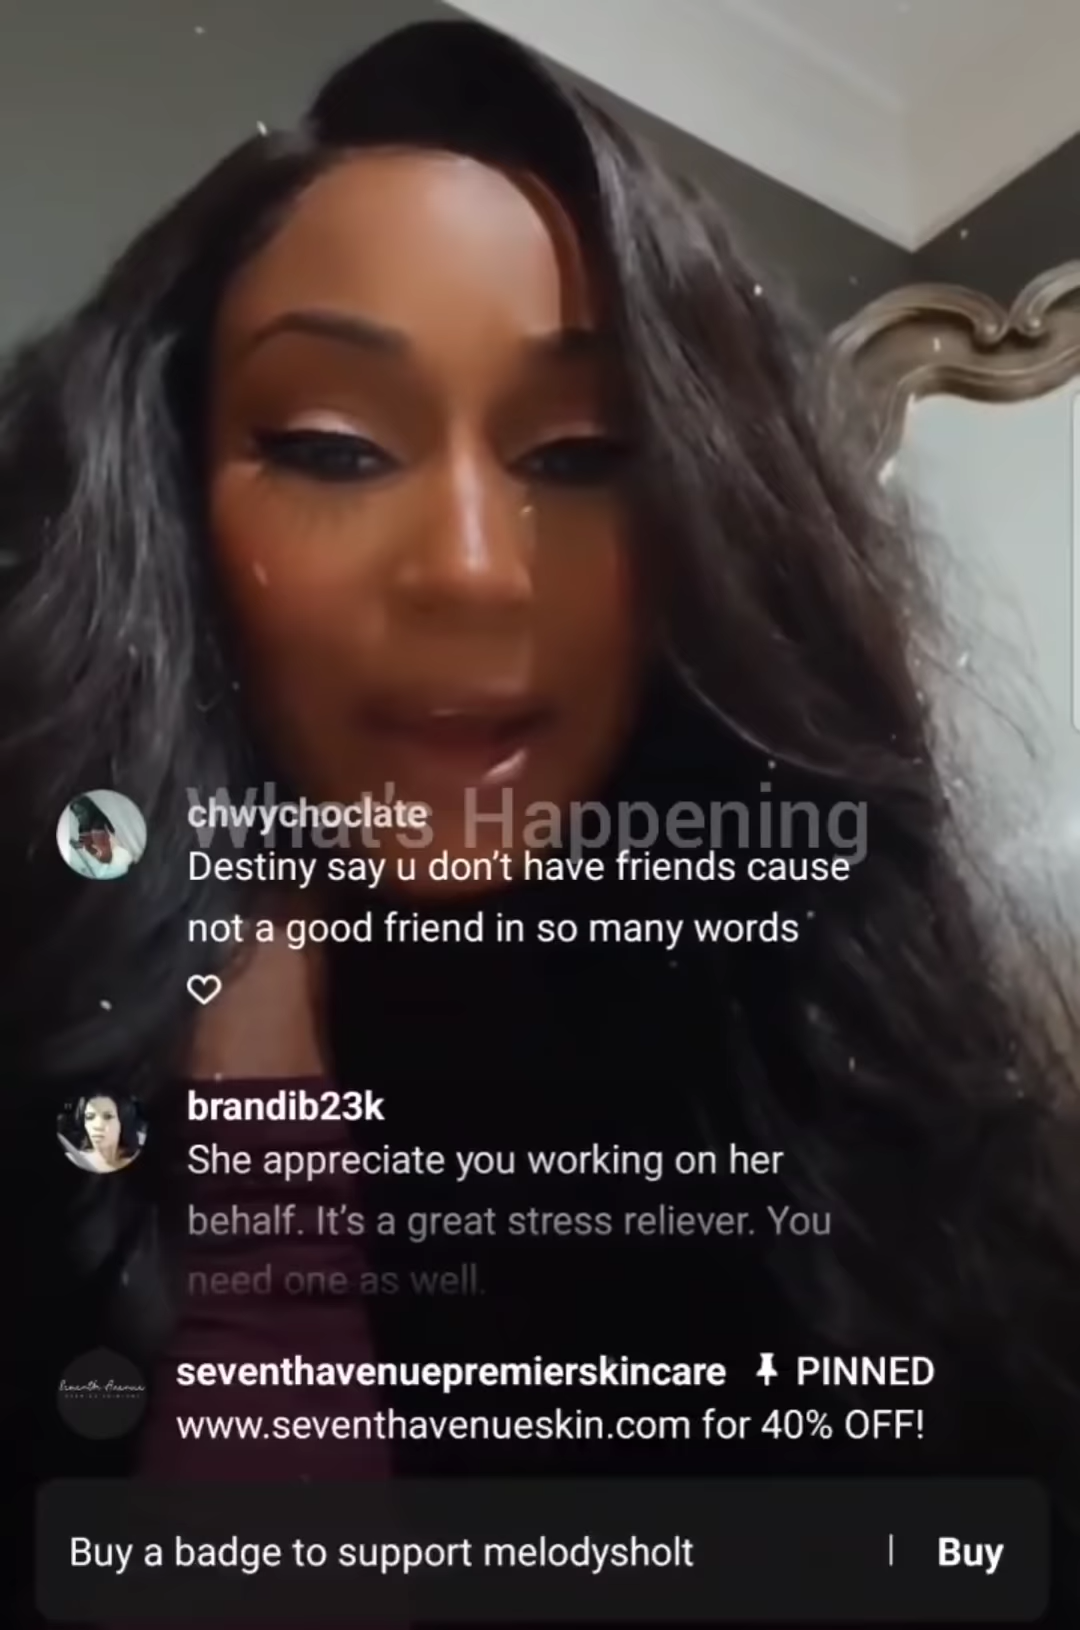 What's Happening
chwychoclate
Destiny say u don't have friends cause
not a good friend in so many words
♡
brandib23k
She appreciate you working on her
behalf. It's a great stress reliever. You
need one as well.
seventhavenuepremierskincare PINNED
www.seventhavenueskin.com for 40% OFF!
Buy a badge to support melodysholt | Buy